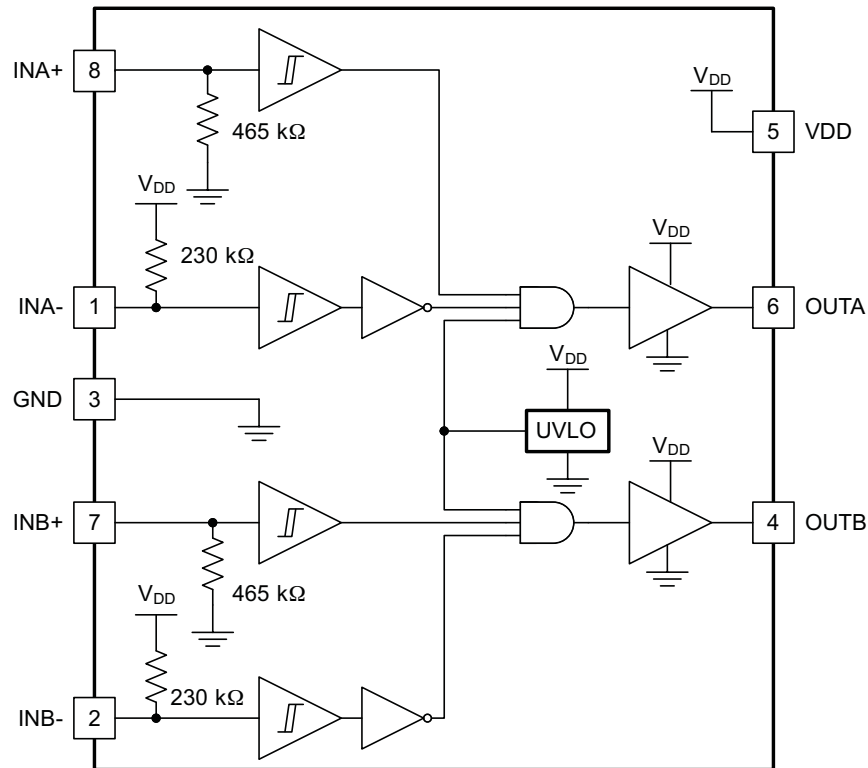 INA+ 8
465 kΩ
VDD
5 VDD
VDD
230 kΩ
VDD
INA- 1
6 OUTA
VDD
GND 3
UVLO
VDD
INB+ 7
4 OUTB
465 kΩ
VDD
230 kΩ
INB- 2